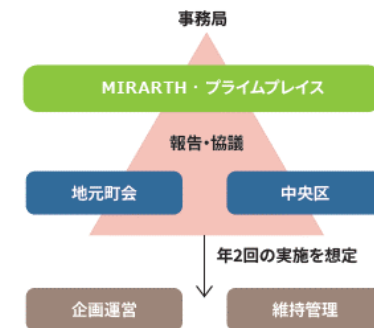 事務局
MIRARTH・プライムプレイス
報告・協議
地元町会
中央区
年2回の実施を想定
企画運営
維持管理